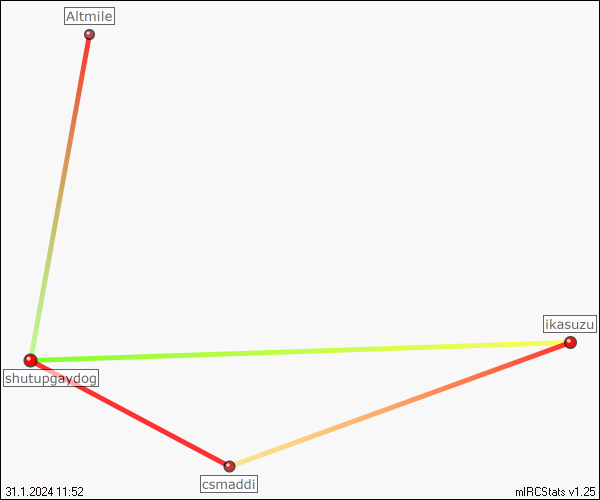 Altmile
ikasuzu
shutupgaydog
csmaddi
31.1.2024 11:52
mIRCStats v1.25